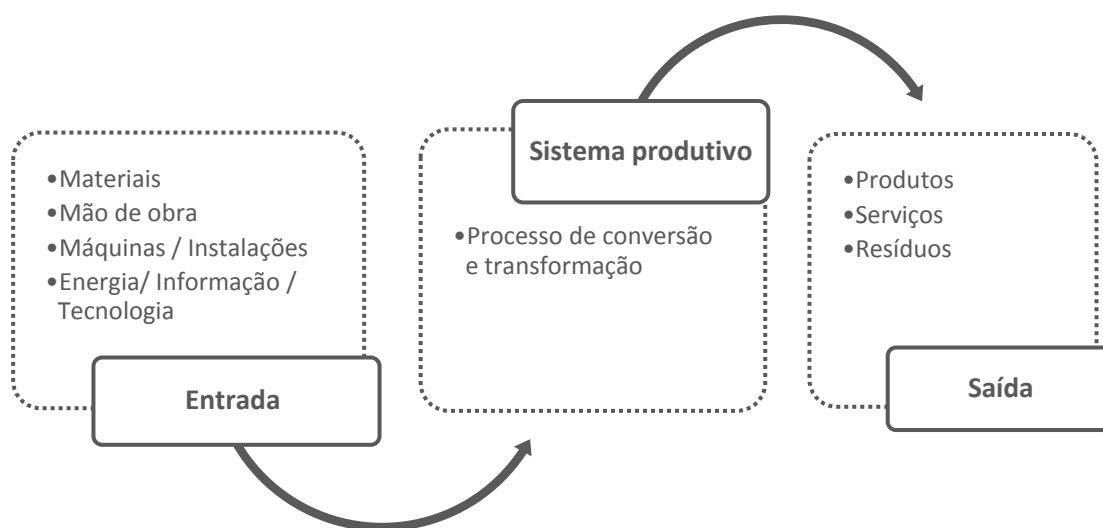 •Materiais
•Mão de obra
•Máquinas / Instalações
•Energia/ Informação /
Tecnologia
Entrada
Sistema produtivo
•Processo de conversão
e transformação
•Produtos
•Serviços
•Resíduos
Saída